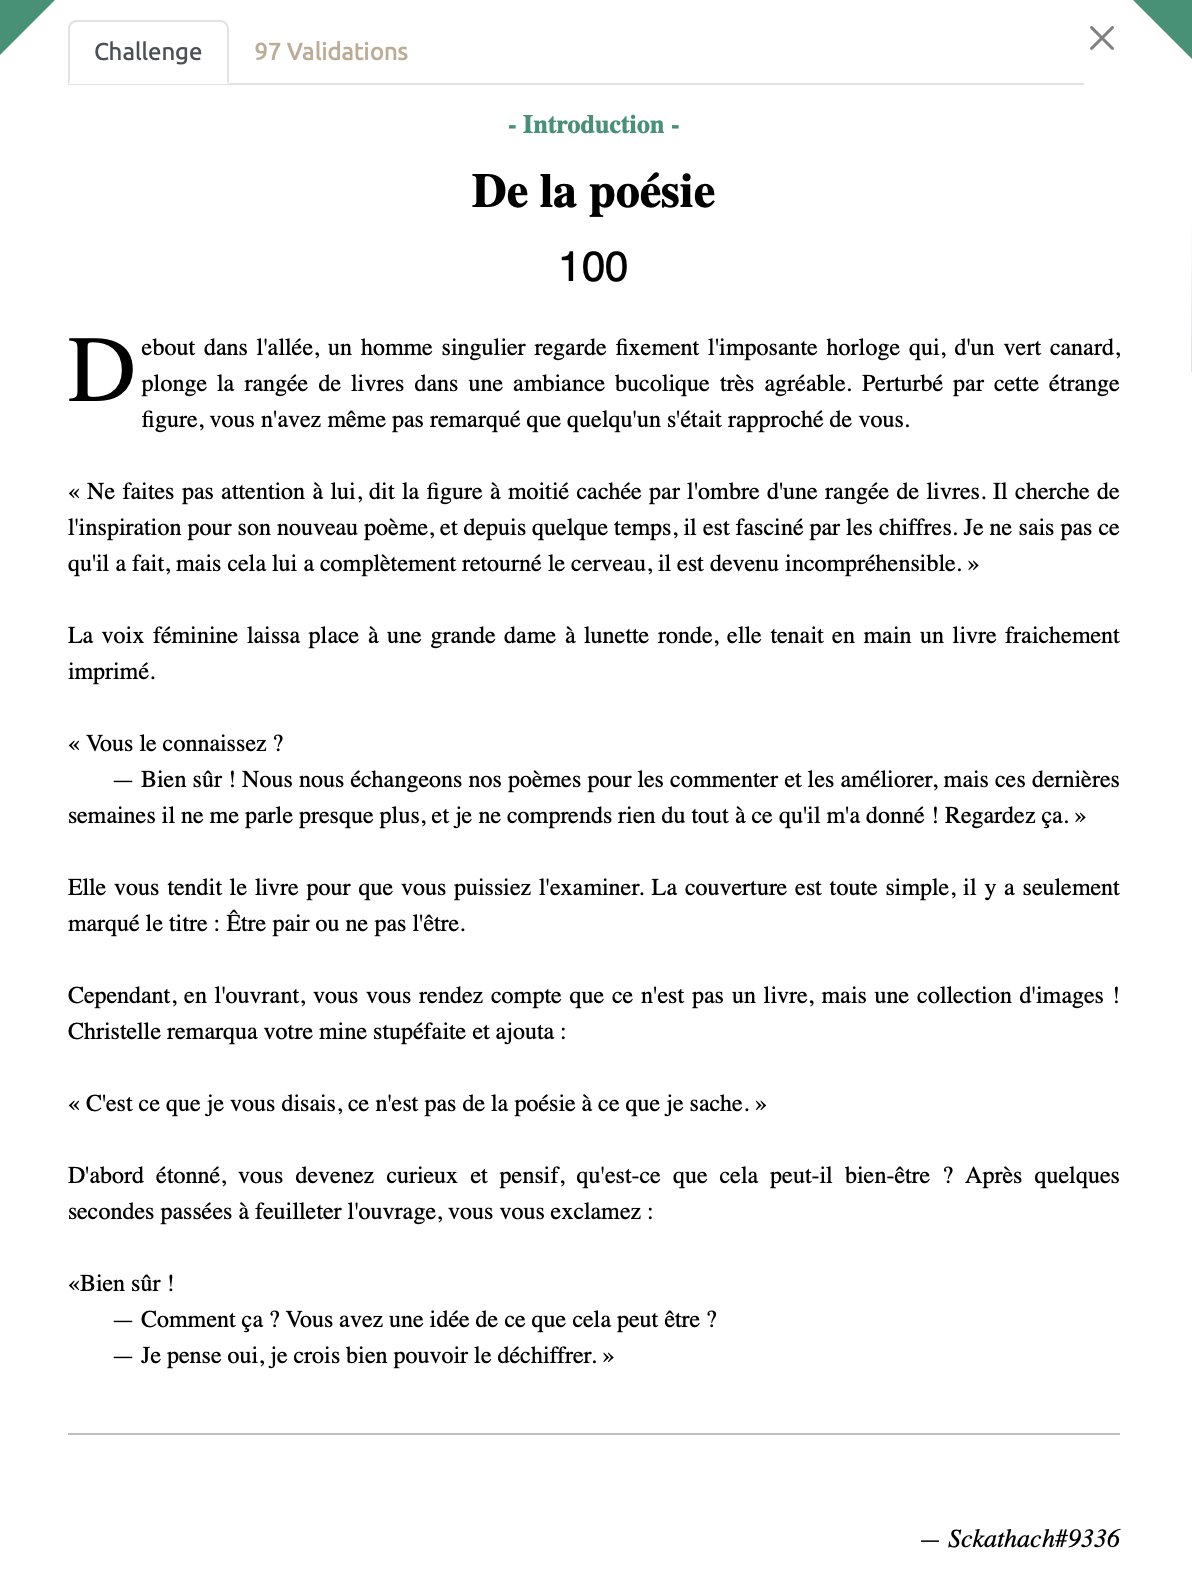 Challenge
97 Validations
- Introduction -
De la poésie
100
Debout dans l'allée, un homme singulier regarde fixement l'imposante horloge qui, d'un vert canard,
plonge la rangée de livres dans une ambiance bucolique très agréable. Perturbé par cette étrange
figure, vous n'avez même pas remarqué que quelqu'un s'était rapproché de vous.
« Ne faites pas attention à lui, dit la figure à moitié cachée par l'ombre d'une rangée de livres. Il cherche de
l'inspiration pour son nouveau poème, et depuis quelque temps, il est fasciné par les chiffres. Je ne sais pas ce
qu'il a fait, mais cela lui a complètement retourné le cerveau, il est devenu incompréhensible. »
La voix féminine laissa place à une grande dame à lunette ronde, elle tenait en main un livre fraichement
imprimé.
« Vous le connaissez ?
— Bien sûr ! Nous nous échangeons nos poèmes pour les commenter et les améliorer, mais ces dernières
semaines il ne me parle presque plus, et je ne comprends rien du tout à ce qu'il m'a donné ! Regardez ça. »
Elle vous tendit le livre pour que vous puissiez l'examiner. La couverture est toute simple, il y a seulement
marqué le titre : Être pair ou ne pas l'être.
Cependant, en l'ouvrant, vous vous rendez compte que ce n'est pas un livre, mais une collection d'images !
Christelle remarqua votre mine stupéfaite et ajouta :
« C'est ce que je vous disais, ce n'est pas de la poésie à ce que je sache. »
D'abord étonné, vous devenez curieux et pensif, qu'est-ce que cela peut-il bien-être ? Après quelques
secondes passées à feuilleter l'ouvrage, vous vous exclamez :
«Bien sûr !
— Comment ça ? Vous avez une idée de ce que cela peut être ?
— Je pense oui, je crois bien pouvoir le déchiffrer. »
— Sckathach#9336